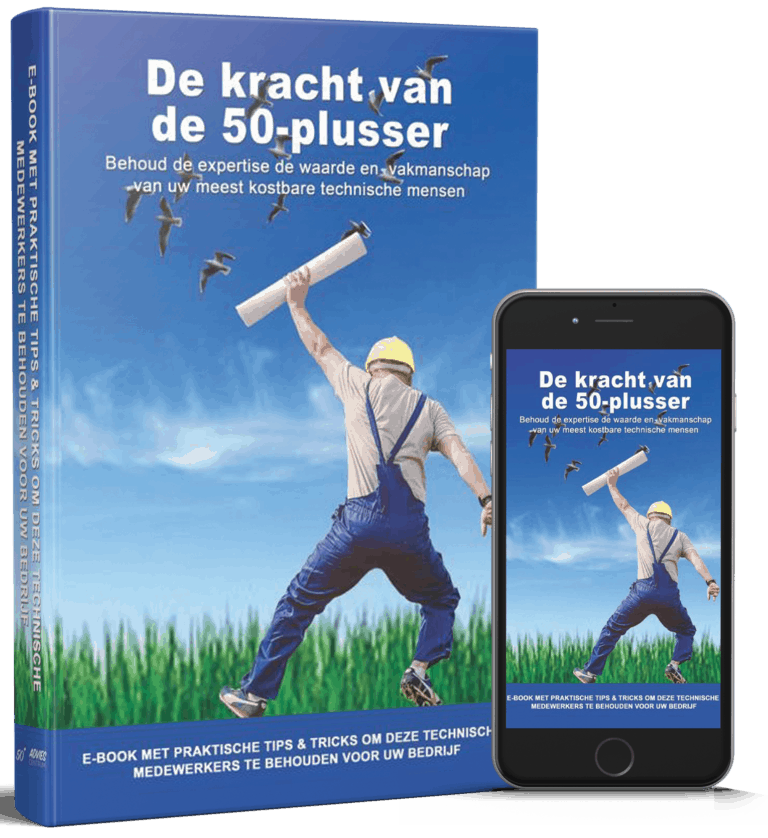 De kracht van
de 50-plusser
Behoud de expertise de waarde en vakmanschap
van uw meest kostbare technische mensen
E-BOOK MET PRAKTISCHE TIPS & TRICKS OM DEZE TECHNISCHE
MEDEWERKERS TE BEHOUDEN VOOR UW BEDRIJF
E-BOOK MET PRAKTISCHE TIPS & TRICKS OM DEZE TECHNISCH
MEDEWERKERS TE BEHOUDEN VOOR UW BEDRIJF
50+ ADVIES
De kracht van
de 50-plusser
Behoud de expertise de waarde en vakmanschap
van uw meest kostbare technische mensen
E-BOOK MET PRAKTISCHE TIPS & TRICKS OM DEZE TECHNISCHE
MEDEWERKERS TE BEHOUDEN VOOR UW BEDRIJF